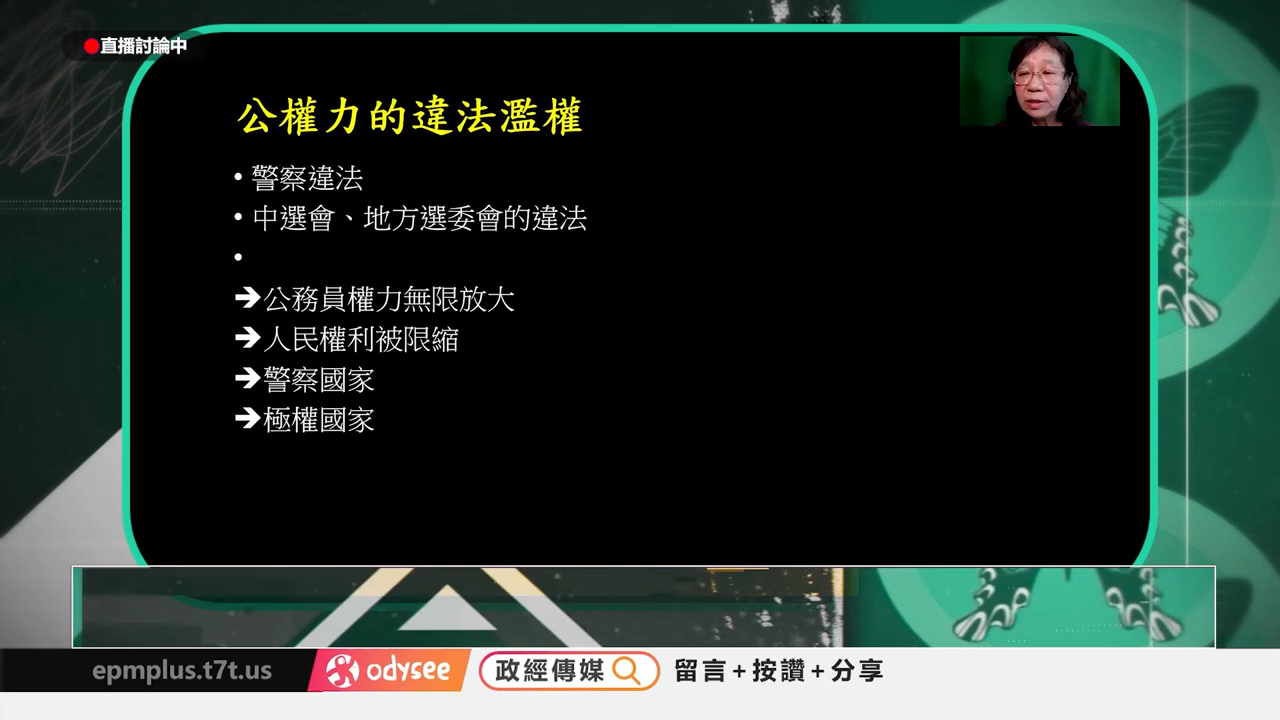 直播討論中
公權力的違法濫權
• 警察違法
• 中選會、地方選委會的違法
•
➔公務員權力無限放大
➔人民權利被限縮
➔警察國家
➔極權國家
epmplus.t7t.us odysee 政經傳媒 留言+按讚+分享